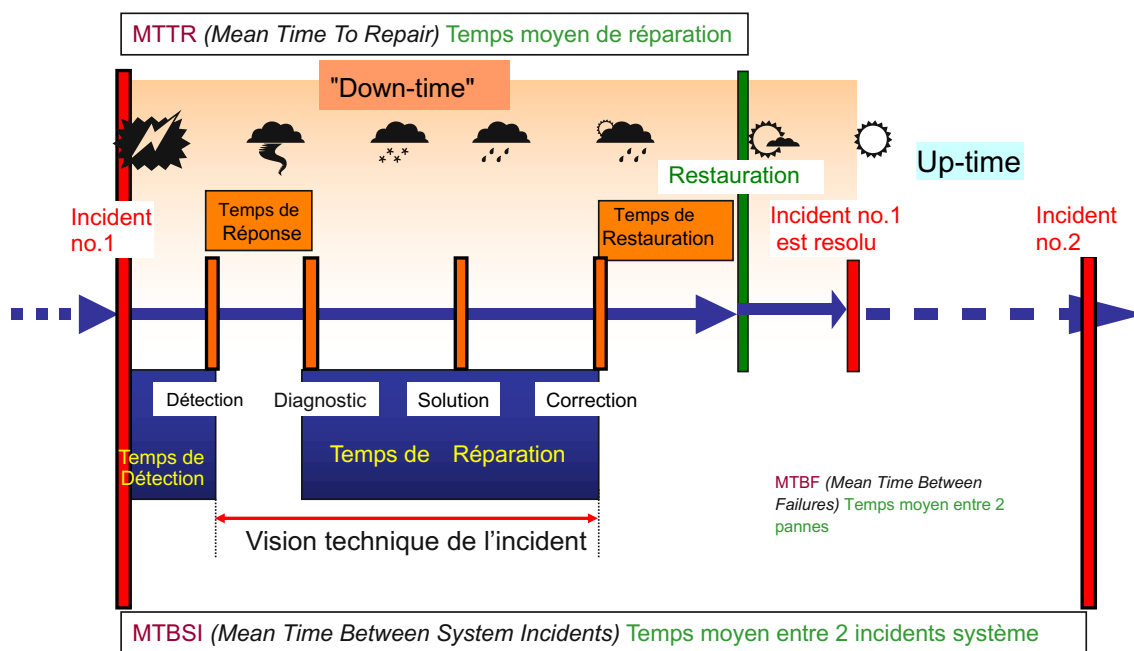 MTTR (Mean Time To Repair) Temps moyen de réparation
"Down-time"
Up-time
Restauration
Incident
no.1
Temps de
Réponse
Temps de
Restauration
Incident no.1
est resolu
Incident
no.2
Détection
Diagnostic
Solution
Correction
Temps de
Détection
Temps de Réparation
Vision technique de l'incident
MTBF (Mean Time Between
Failures) Temps moyen entre 2
pannes
MTBSI (Mean Time Between System Incidents) Temps moyen entre 2 incidents système